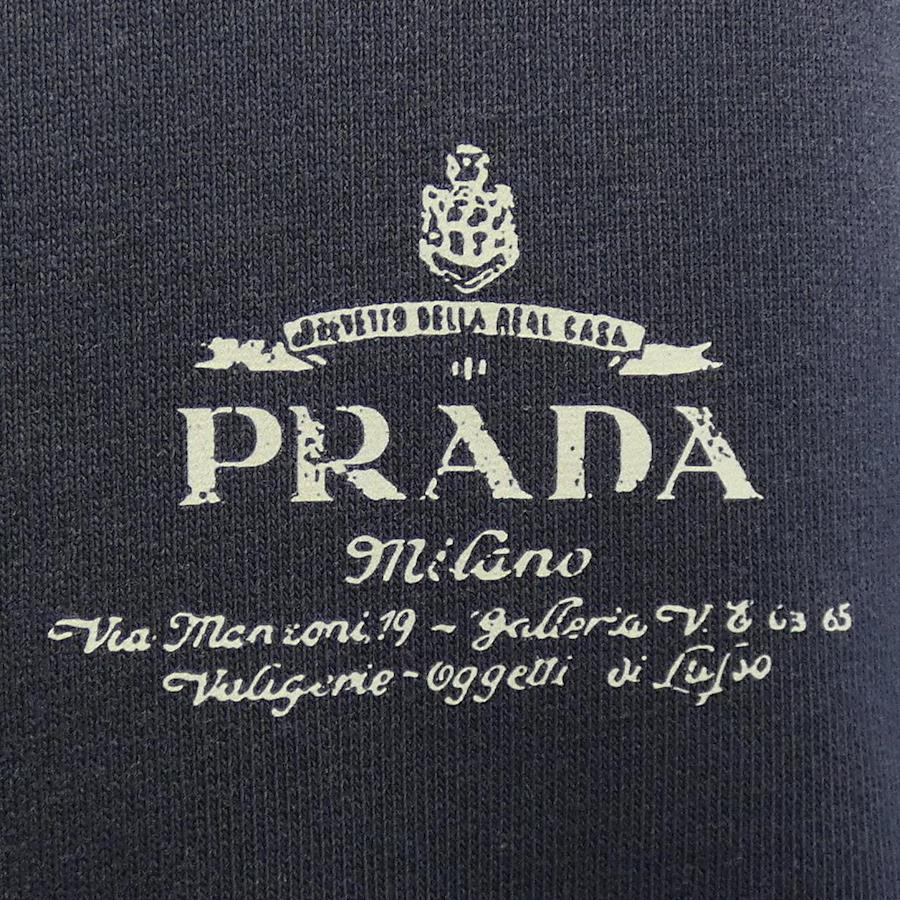 DELLA REAL CASA
PRADA
Milano
Via Manzoni, 19 - Galleria V. E 63 65
Valigerie - Oggetti di Lusso